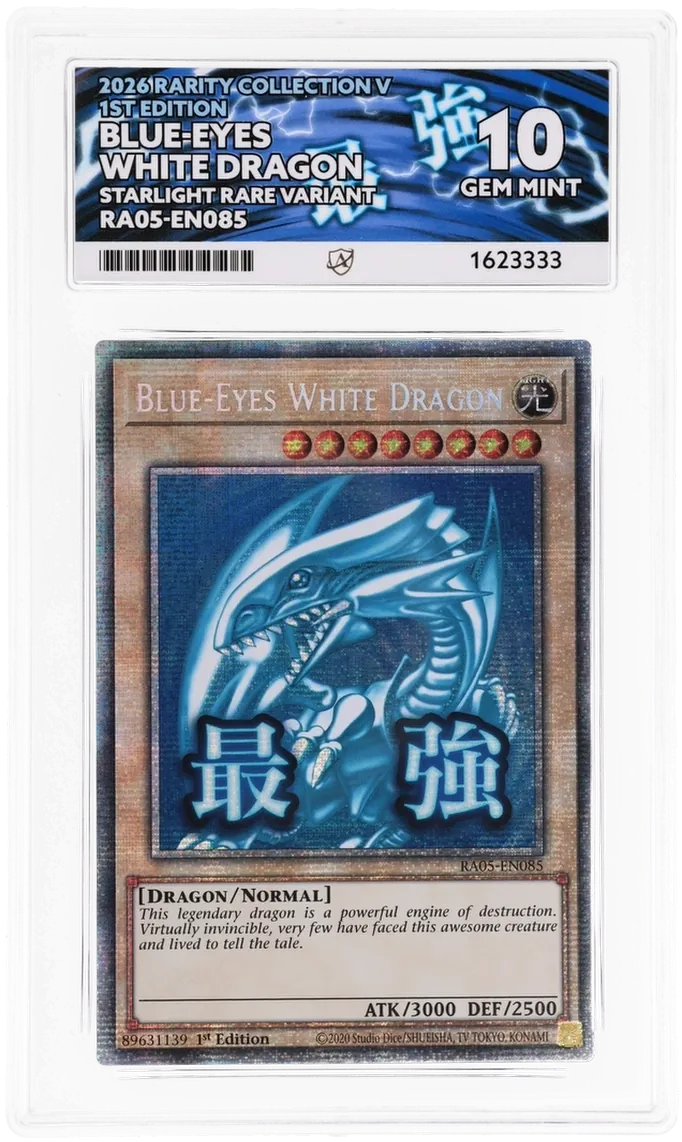 2026 RARITY COLLECTION V
1ST EDITION
BLUE-EYES
WHITE DRAGON
STARLIGHT RARE VARIANT
RA05-EN085
最強
10
GEM MINT
1623333
BLUE-EYES WHITE DRAGON
LIGHT
光
最強
RA05-EN085
[DRAGON/NORMAL]
This legendary dragon is a powerful engine of destruction.
Virtually invincible, very few have faced this awesome creature
and lived to tell the tale.
ATK/3000 DEF/2500
89631139 1st Edition ©2020 Studio Dice/SHUEISHA, TV TOKYO, KONAMI